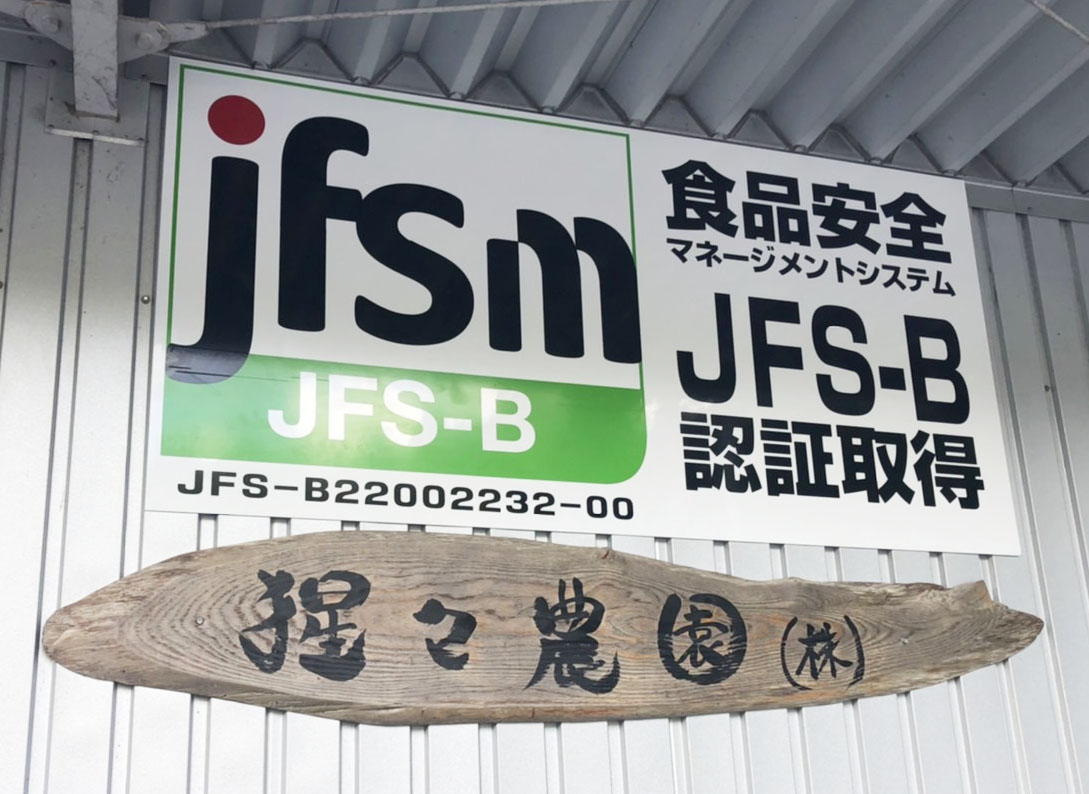 jfsm
JFS-B
JFS-B22002232-00
食品安全
マネージメントシステム
JFS-B
認証取得
猩々農園(株)